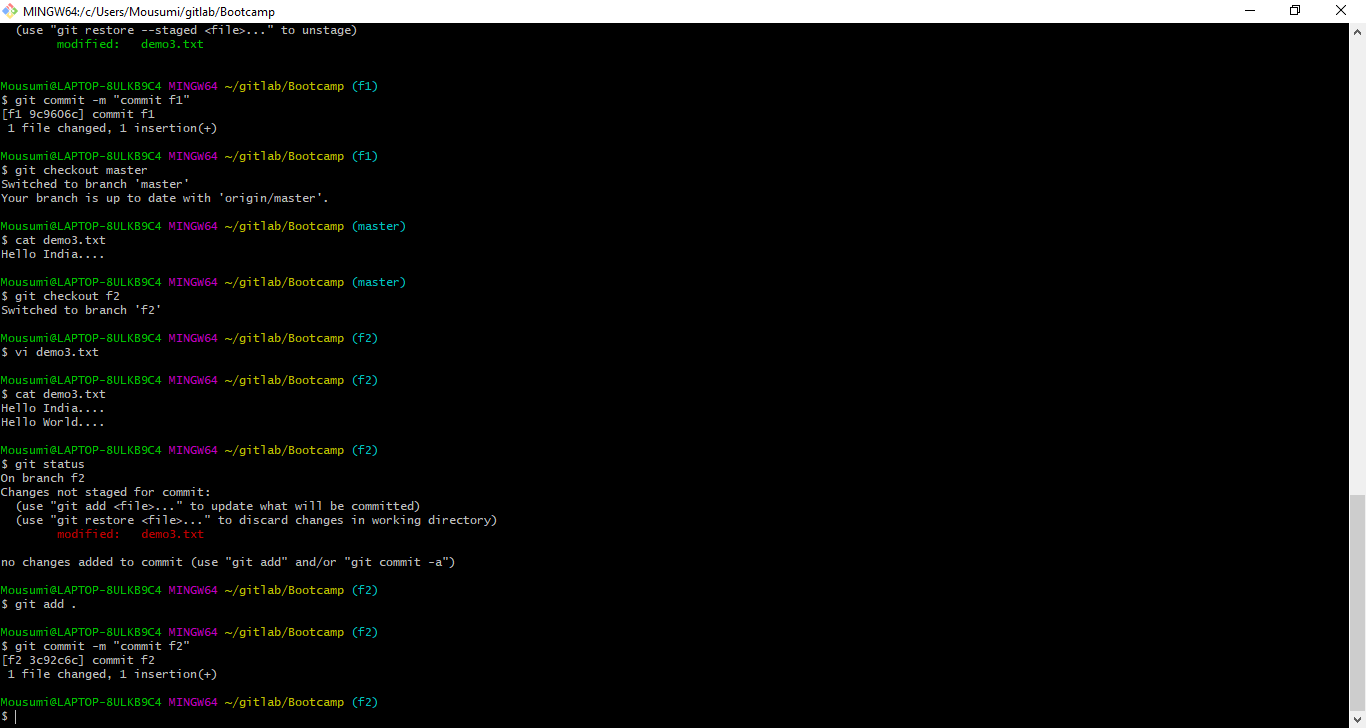 MINGW64:/c/Users/Mousumi/gitlab/Bootcamp
(use "git restore --staged <file>..." to unstage)
modified:   demo3.txt
Mousumi@LAPTOP-8ULKB9C4 MINGW64 ~/gitlab/Bootcamp (f1)
$ git commit -m "commit f1"
[f1 9c9606c] commit f1
1 file changed, 1 insertion(+)
Mousumi@LAPTOP-8ULKB9C4 MINGW64 ~/gitlab/Bootcamp (f1)
$ git checkout master
Switched to branch 'master'
Your branch is up to date with 'origin/master'.
Mousumi@LAPTOP-8ULKB9C4 MINGW64 ~/gitlab/Bootcamp (master)
$ cat demo3.txt
Hello India....
Mousumi@LAPTOP-8ULKB9C4 MINGW64 ~/gitlab/Bootcamp (master)
$ git checkout f2
Switched to branch 'f2'
Mousumi@LAPTOP-8ULKB9C4 MINGW64 ~/gitlab/Bootcamp (f2)
$ vi demo3.txt
Mousumi@LAPTOP-8ULKB9C4 MINGW64 ~/gitlab/Bootcamp (f2)
$ cat demo3.txt
Hello India....
Hello World....
Mousumi@LAPTOP-8ULKB9C4 MINGW64 ~/gitlab/Bootcamp (f2)
$ git status
On branch f2
Changes not staged for commit:
(use "git add <file>..." to update what will be committed)
(use "git restore <file>..." to discard changes in working directory)
modified:   demo3.txt
no changes added to commit (use "git add" and/or "git commit -a")
Mousumi@LAPTOP-8ULKB9C4 MINGW64 ~/gitlab/Bootcamp (f2)
$ git add .
Mousumi@LAPTOP-8ULKB9C4 MINGW64 ~/gitlab/Bootcamp (f2)
$ git commit -m "commit f2"
[f2 3c92c6c] commit f2
1 file changed, 1 insertion(+)
Mousumi@LAPTOP-8ULKB9C4 MINGW64 ~/gitlab/Bootcamp (f2)
$